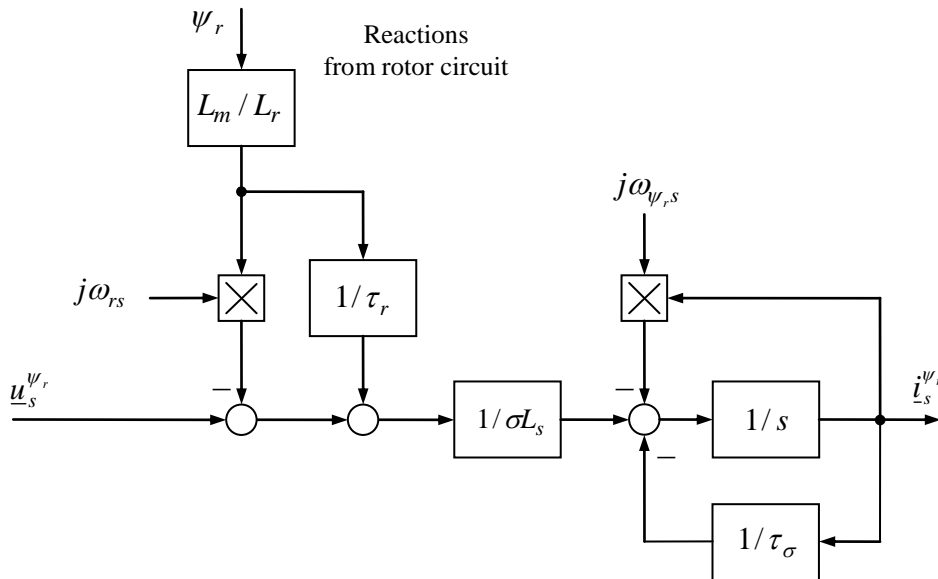 ψ_r
Reactions
from rotor circuit
L_m / L_r
jω_{ψ_r s}
jω_{rs}
1/τ_r
−
−
u_s^{ψ_r}
1/σL_s
1/s
i_s^{ψ_r}
−
1/τ_σ